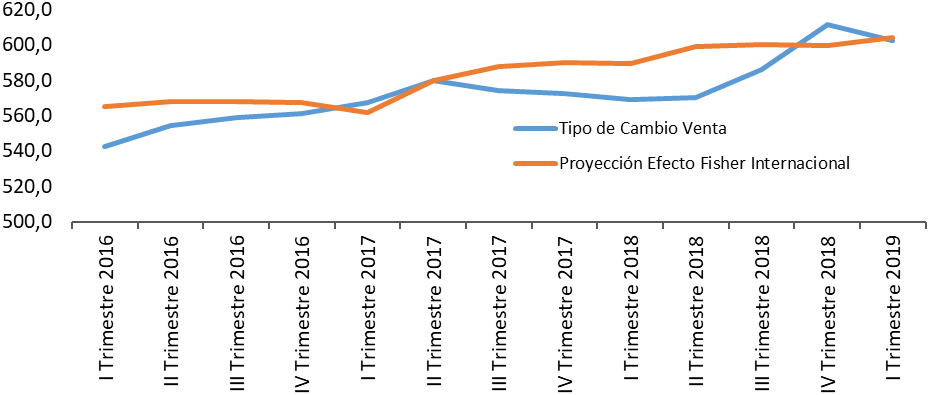 620,0
600,0
580,0
560,0
540,0
520,0
500,0
Tipo de Cambio Venta
Proyección Efecto Fisher Internacional
I Trimestre 2016
II Trimestre 2016
III Trimestre 2016
IV Trimestre 2016
I Trimestre 2017
II Trimestre 2017
III Trimestre 2017
IV Trimestre 2017
I Trimestre 2018
II Trimestre 2018
III Trimestre 2018
IV Trimestre 2018
I Trimestre 2019